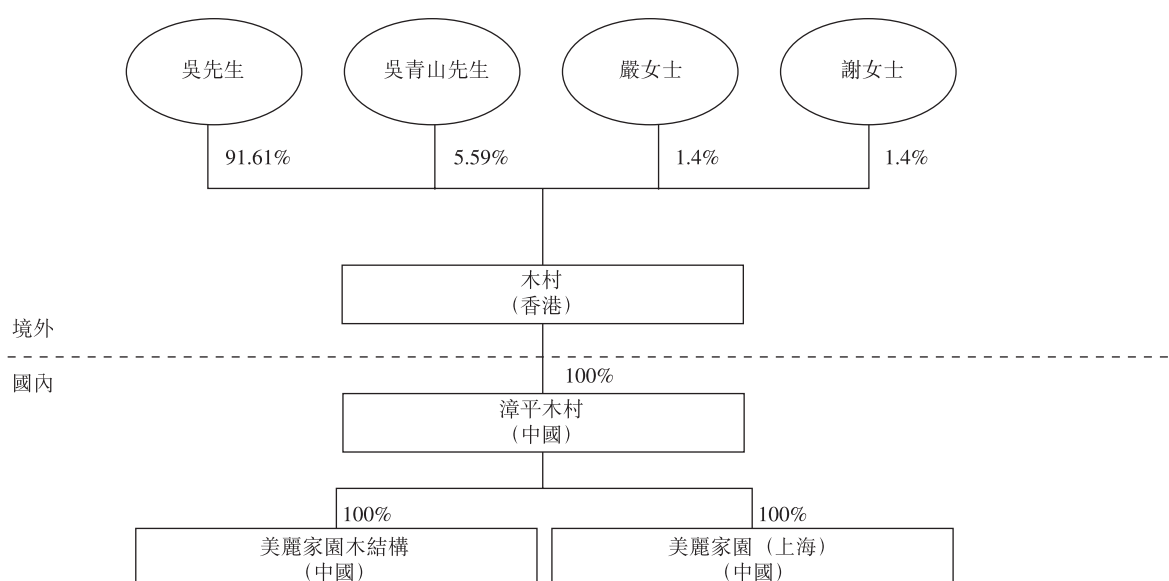 吳先生
吳青山先生
嚴女士
謝女士
91.61%
5.59%
1.4%
1.4%
木村
（香港）
境外
國內
100%
漳平木村
（中國）
100%
100%
美麗家園木結構
（中國）
美麗家園（上海）
（中國）